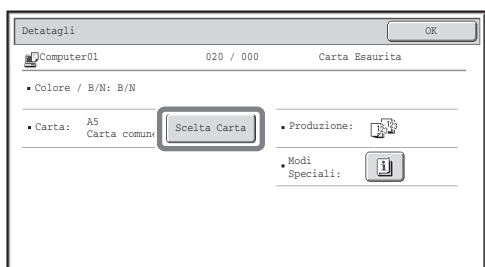 Detatagli OK
Computer01 020 / 000 Carta Esaurita
▪ Colore / B/N: B/N
▪ Carta: A5
Carta comune
Scelta Carta
▪ Produzione:
▪ Modi
Speciali: